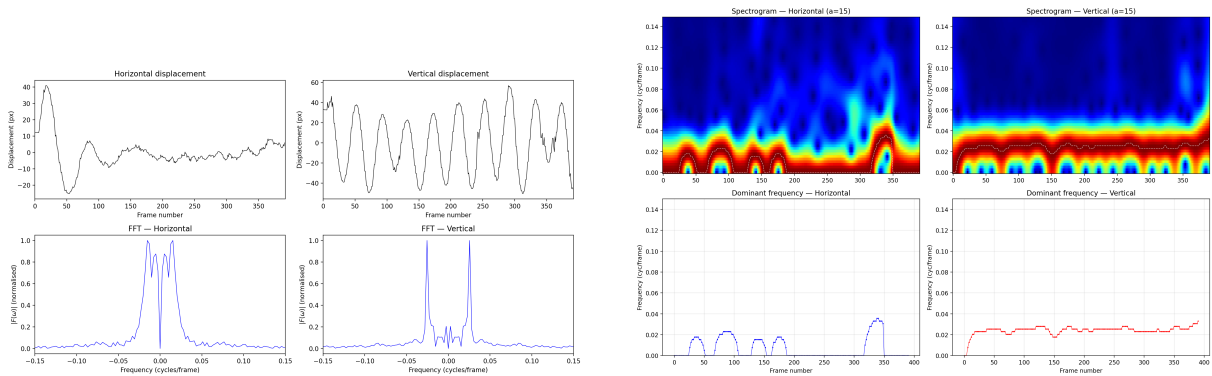 Horizontal displacement
Displacement (px)
40
30
20
10
0
−10
−20
0 50 100 150 200 250 300 350
Frame number
Vertical displacement
Displacement (px)
60
40
20
0
−20
−40
0 50 100 150 200 250 300 350
Frame number
FFT — Horizontal
|F(ω)| (normalised)
1.0
0.8
0.6
0.4
0.2
0.0
−0.15 −0.10 −0.05 0.00 0.05 0.10 0.15
Frequency (cycles/frame)
FFT — Vertical
|F(ω)| (normalised)
1.0
0.8
0.6
0.4
0.2
0.0
−0.15 −0.10 −0.05 0.00 0.05 0.10 0.15
Frequency (cycles/frame)
Spectrogram — Horizontal (a=15)
Frequency (cyc/frame)
0.14
0.12
0.10
0.08
0.06
0.04
0.02
0.00
0 50 100 150 200 250 300 350
Spectrogram — Vertical (a=15)
Frequency (cyc/frame)
0.14
0.12
0.10
0.08
0.06
0.04
0.02
0.00
0 50 100 150 200 250 300 350
Dominant frequency — Horizontal
Frequency (cyc/frame)
0.14
0.12
0.10
0.08
0.06
0.04
0.02
0.00
0 50 100 150 200 250 300 350 400
Frame number
Dominant frequency — Vertical
Frequency (cyc/frame)
0.14
0.12
0.10
0.08
0.06
0.04
0.02
0.00
0 50 100 150 200 250 300 350 400
Frame number